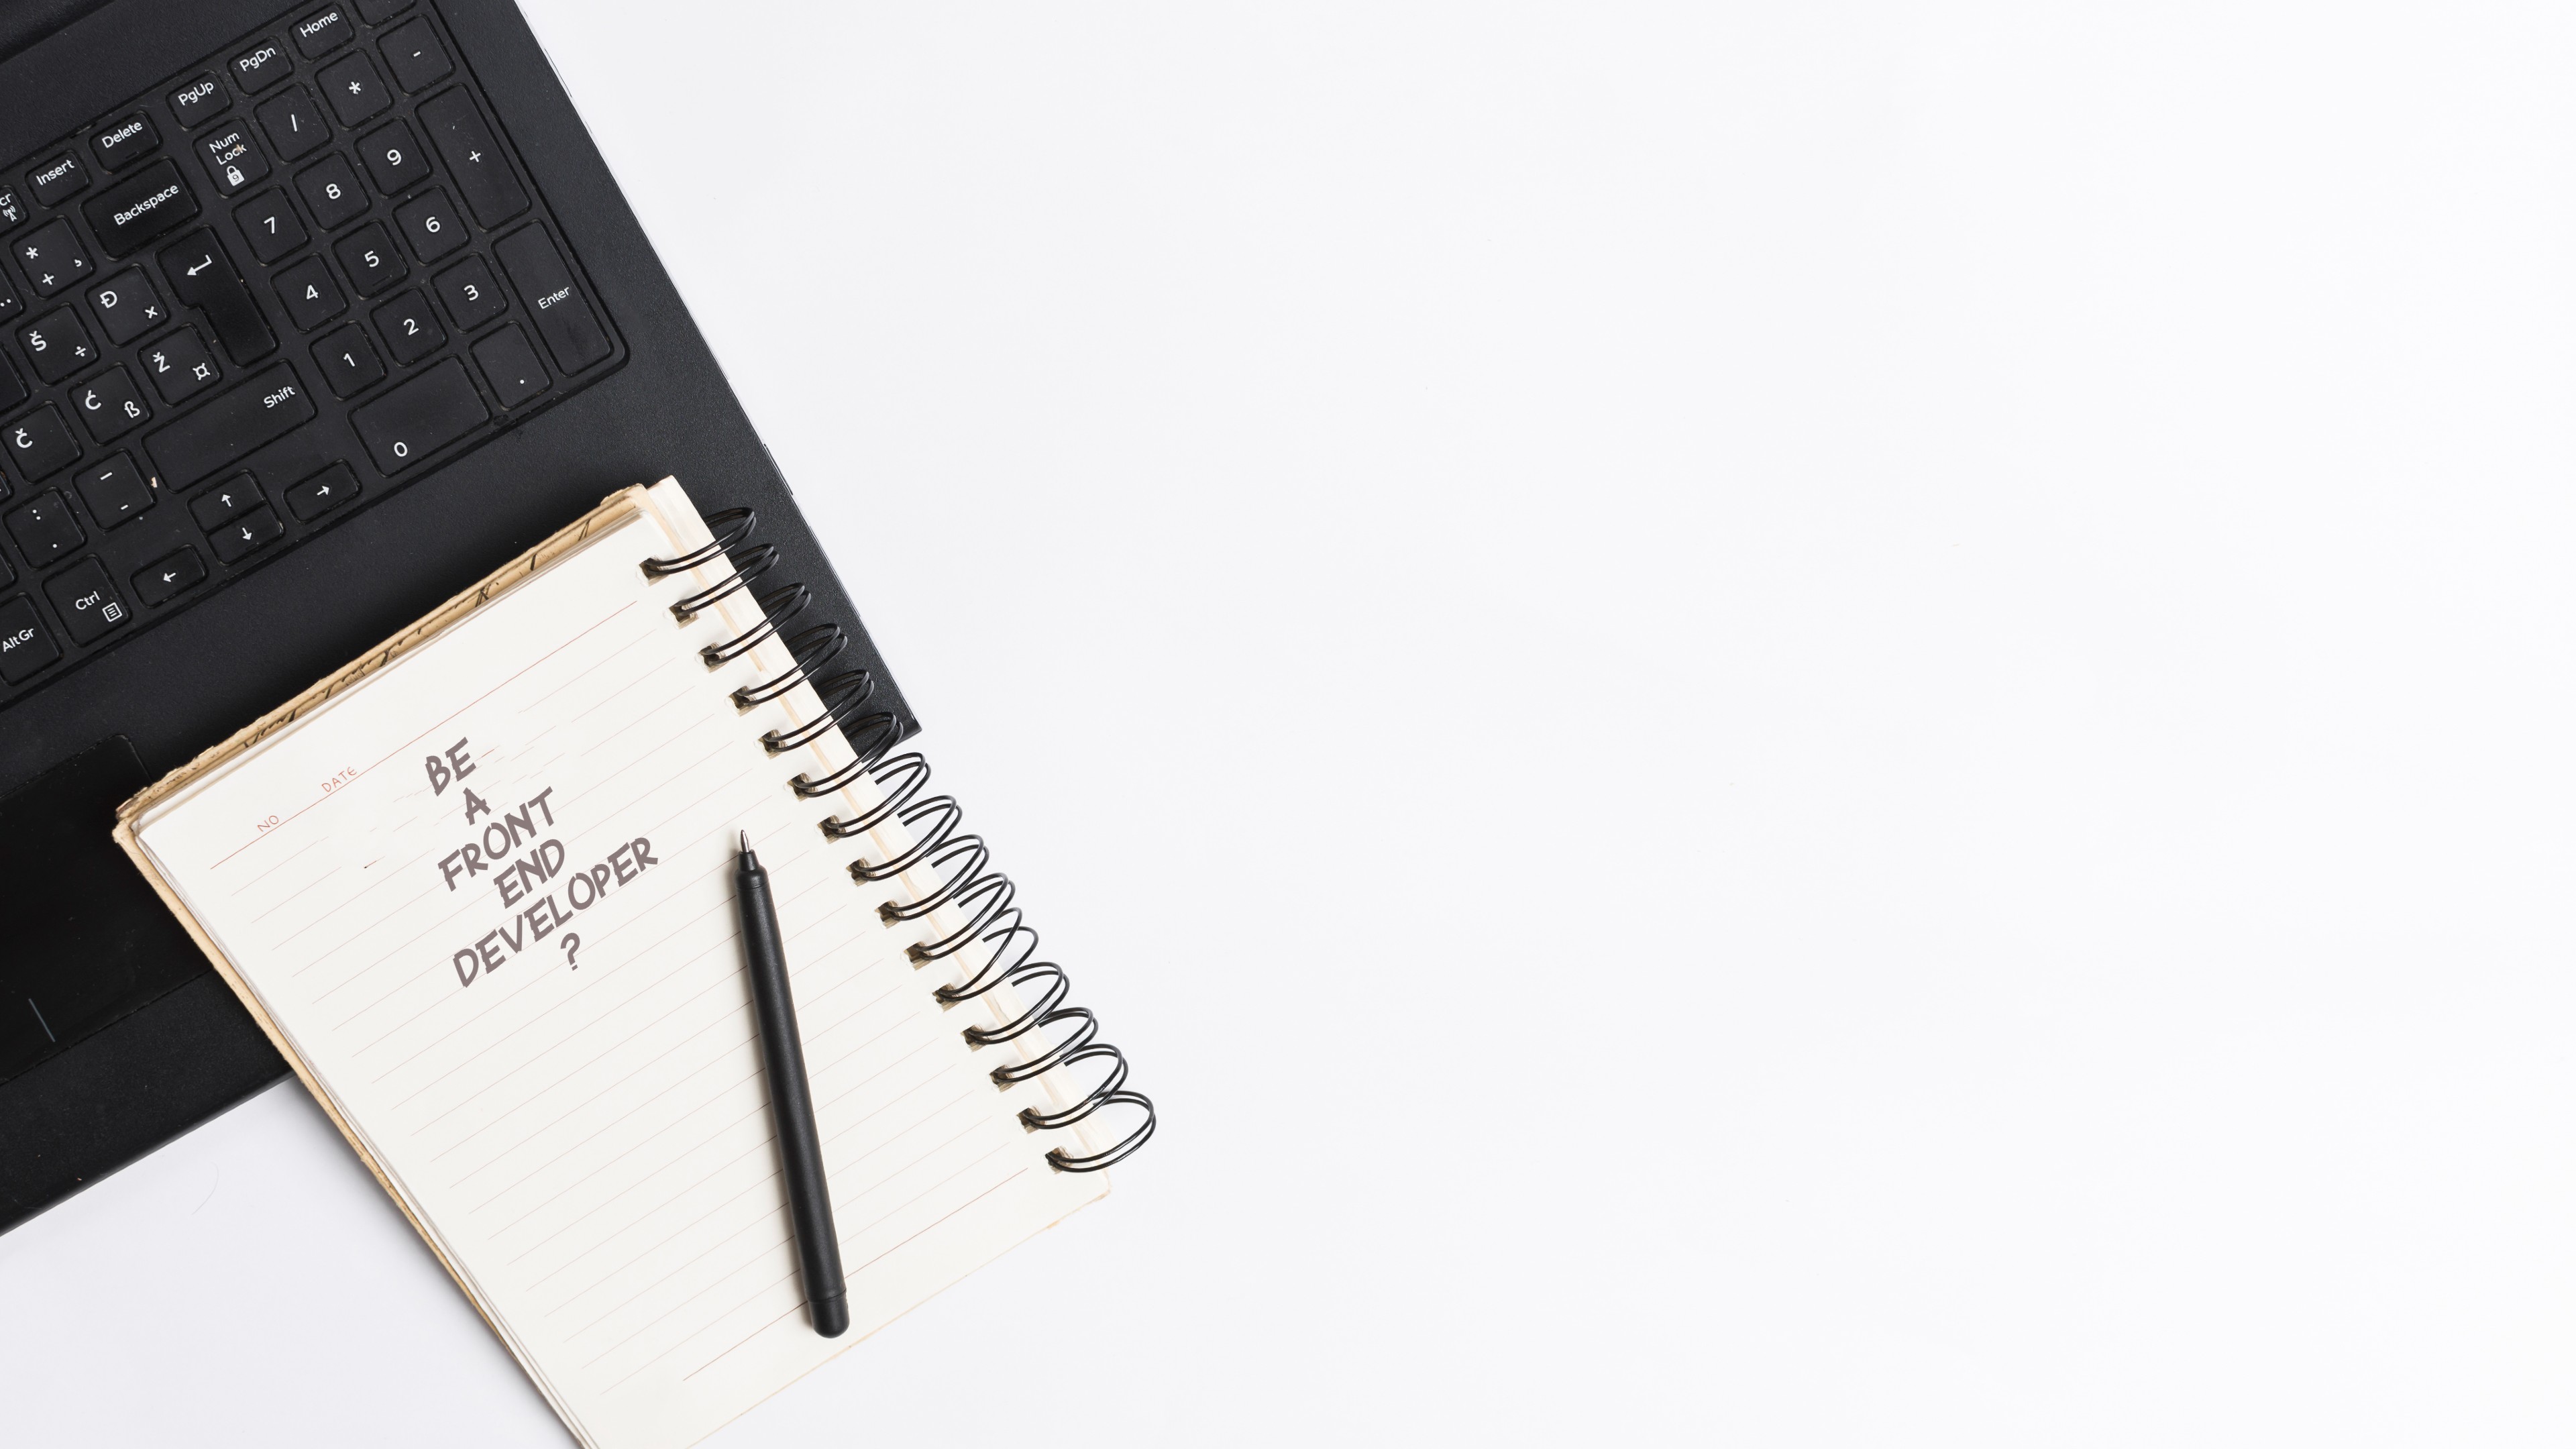 Home
PgDn
PgUp
Delete
Insert
Backspace
Num
Lock
/
*
-
7
8
9
+
4
5
6
1
2
3
Enter
0
.
*
+
¸
Đ
×
Š
÷
Ž
¤
Ć
ß
Č
Shift
:
.
_
-
Ctrl
Alt Gr
NO
DATE
BE
A
FRONT
END
DEVELOPER
?